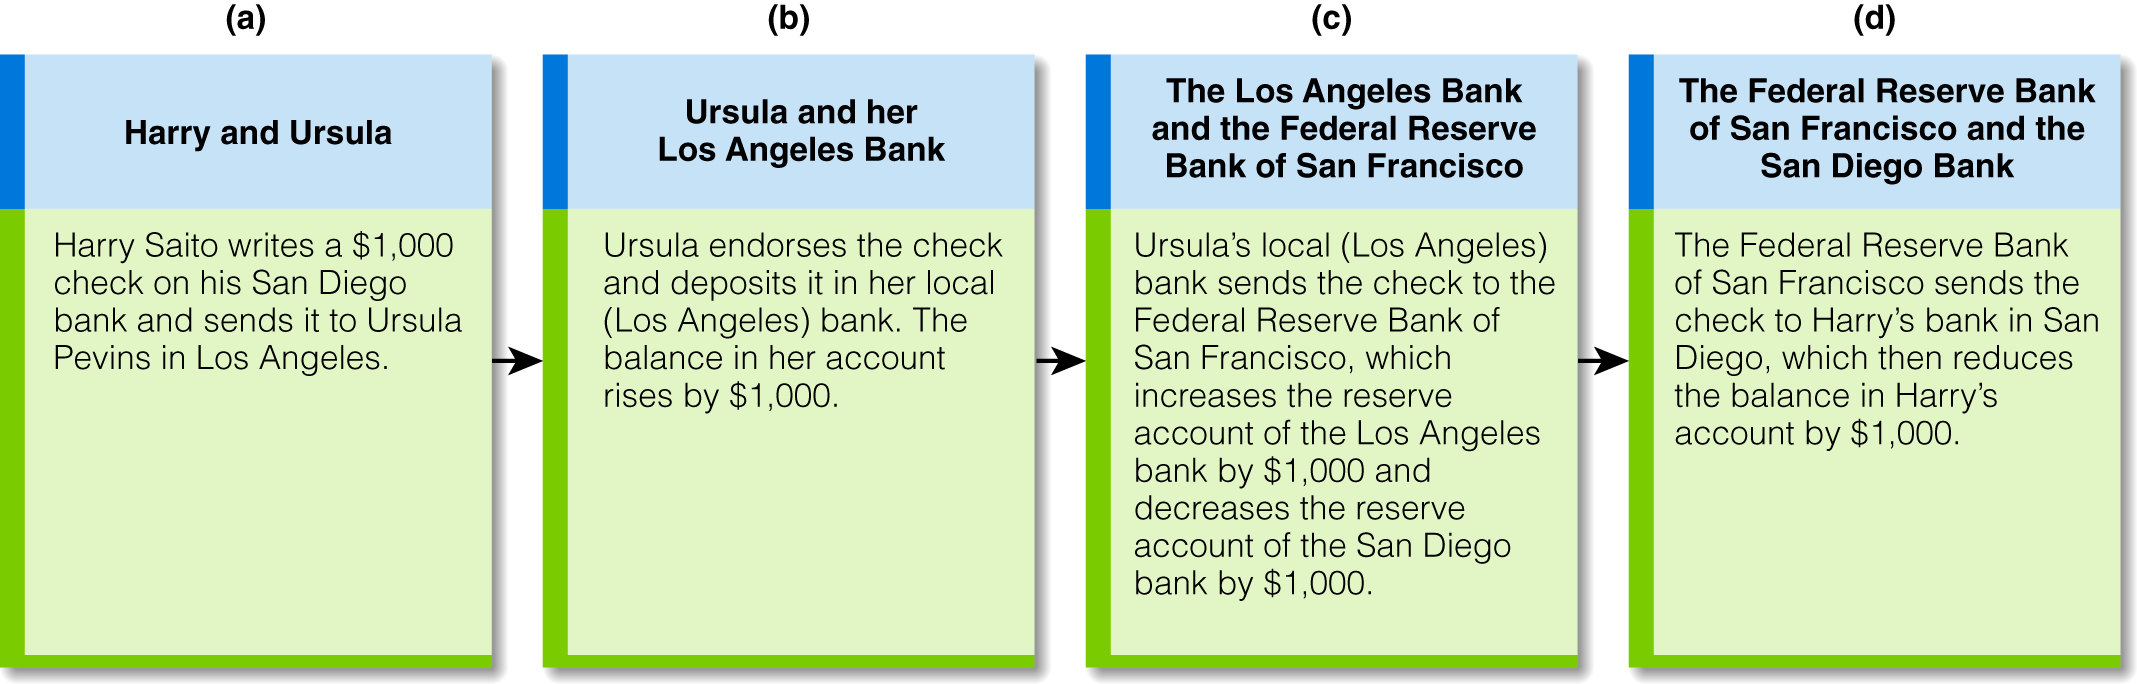 (a)
Harry and Ursula
Harry Saito writes a $1,000
check on his San Diego
bank and sends it to Ursula
Pevins in Los Angeles.
(b)
Ursula and her
Los Angeles Bank
Ursula endorses the check
and deposits it in her local
(Los Angeles) bank. The
balance in her account
rises by $1,000.
(c)
The Los Angeles Bank
and the Federal Reserve
Bank of San Francisco
Ursula’s local (Los Angeles)
bank sends the check to the
Federal Reserve Bank of
San Francisco, which
increases the reserve
account of the Los Angeles
bank by $1,000 and
decreases the reserve
account of the San Diego
bank by $1,000.
(d)
The Federal Reserve Bank
of San Francisco and the
San Diego Bank
The Federal Reserve Bank
of San Francisco sends the
check to Harry’s bank in San
Diego, which then reduces
the balance in Harry’s
account by $1,000.